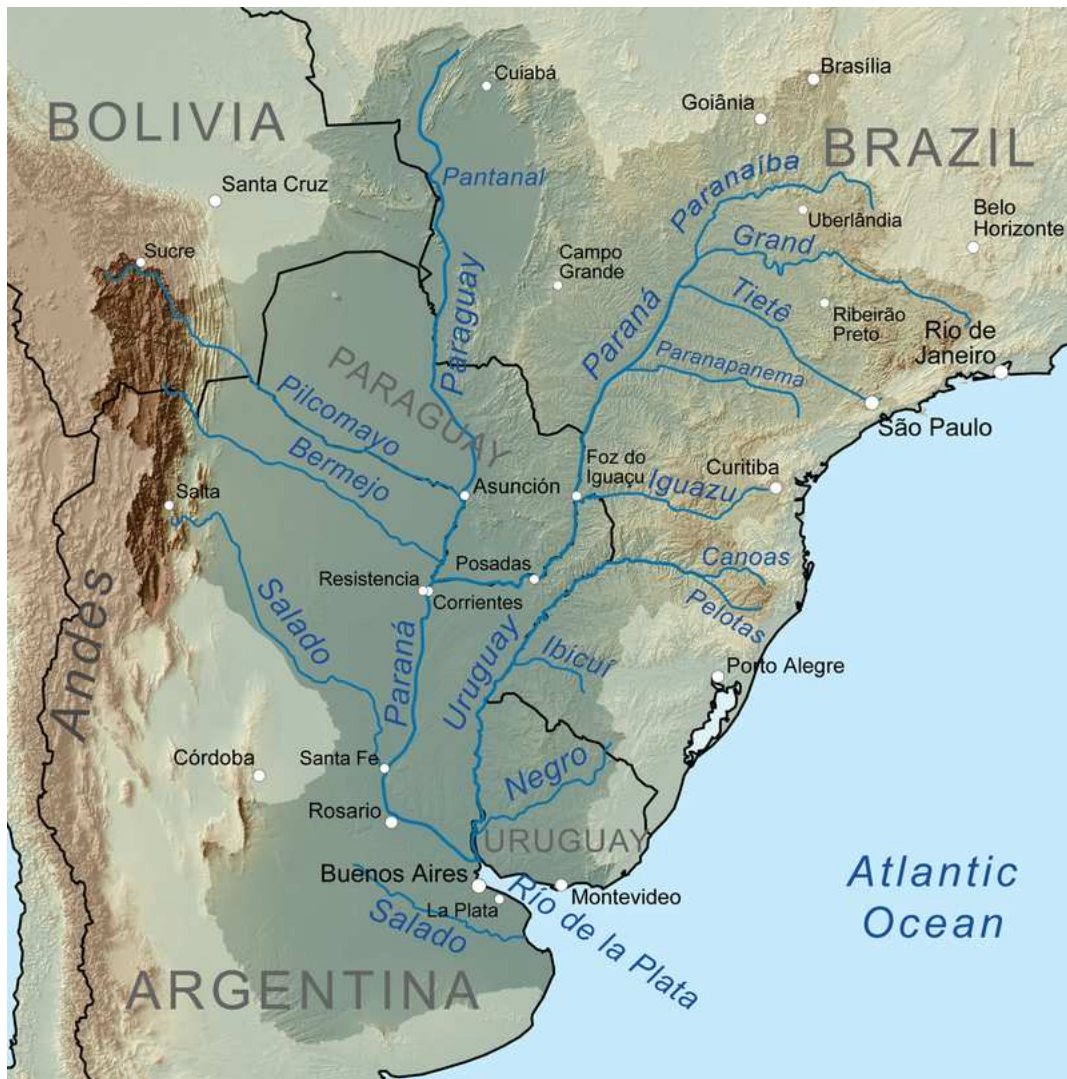 Cuiabá
Brasília
Goiânia
BOLIVIA
BRAZIL
Pantanal
Paranaíba
Santa Cruz
Uberlândia
Belo
Horizonte
Sucre
Grand
Campo
Grande
Paraguay
Tietê
Ribeirão
Preto
Paraná
Rio de
Janeiro
Paranapanema
PARAGUAY
Pilcomayo
São Paulo
Bermejo
Foz do
Iguaçu
Curitiba
Asunción
Iguazu
Salta
Canoas
Posadas
Resistencia
Corrientes
Pelotas
Salado
Andes
Paraná
Uruguay
Ibicuí
Porto Alegre
Santa Fe
Córdoba
Negro
Rosario
URUGUAY
Buenos Aires
Atlantic
Ocean
Montevideo
La Plata
Río de la Plata
Salado
ARGENTINA